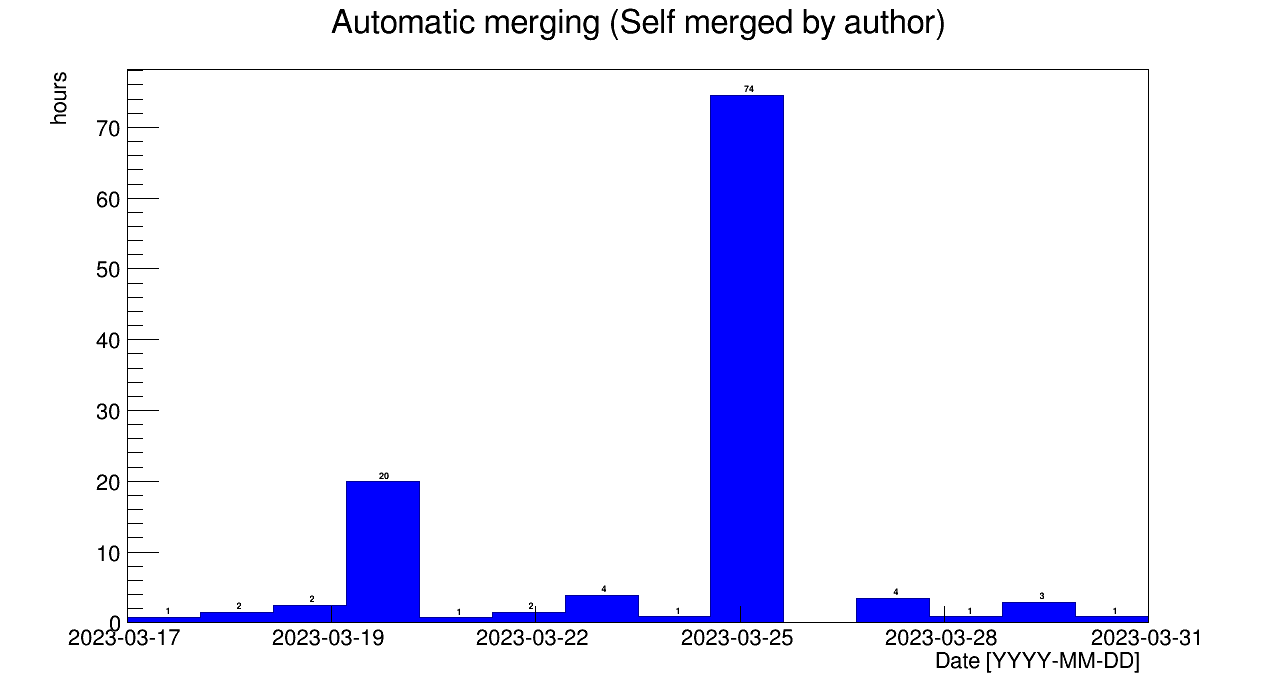 Automatic merging (Self merged by author)
hours
70
60
50
40
30
20
10
0
1 2 2 20 1 2 4 1 74 4 1 3 1
2023-03-17 2023-03-19 2023-03-22 2023-03-25 2023-03-28 2023-03-31
Date [YYYY-MM-DD]